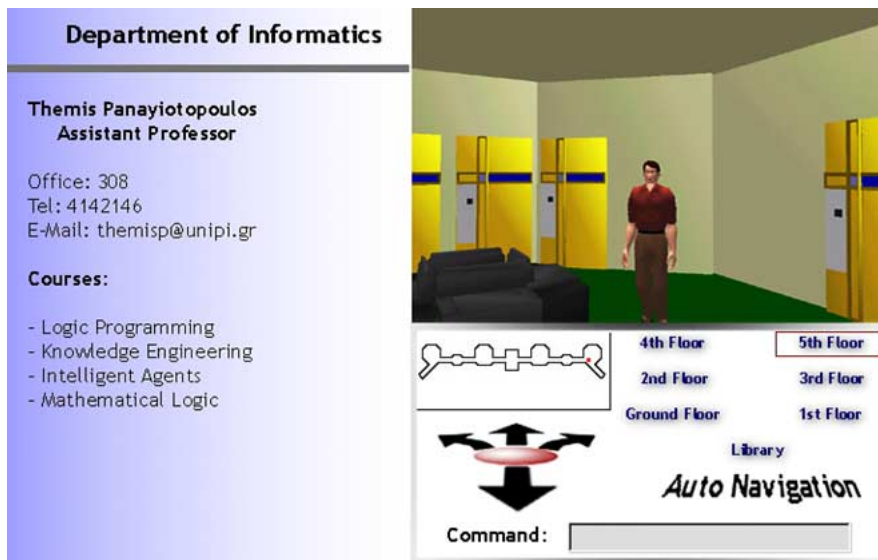 Department of Informatics
Themis Panayiotopoulos
Assistant Professor
Office: 308
Tel: 4142146
E-Mail: themisp@unipi.gr
Courses:
- Logic Programming
- Knowledge Engineering
- Intelligent Agents
- Mathematical Logic
4th Floor
5th Floor
2nd Floor
3rd Floor
Ground Floor
1st Floor
Library
Auto Navigation
Command: